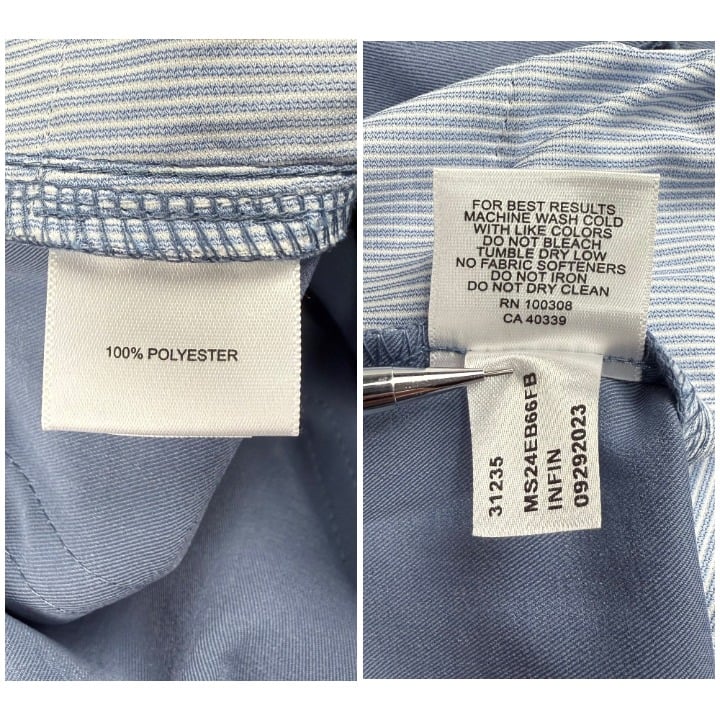 100% POLYESTER
FOR BEST RESULTS
MACHINE WASH COLD
WITH LIKE COLORS
DO NOT BLEACH
TUMBLE DRY LOW
NO FABRIC SOFTENERS
DO NOT IRON
DO NOT DRY CLEAN
RN 100308
CA 40339
31235
MS24EB66FB
INFIN
09292023